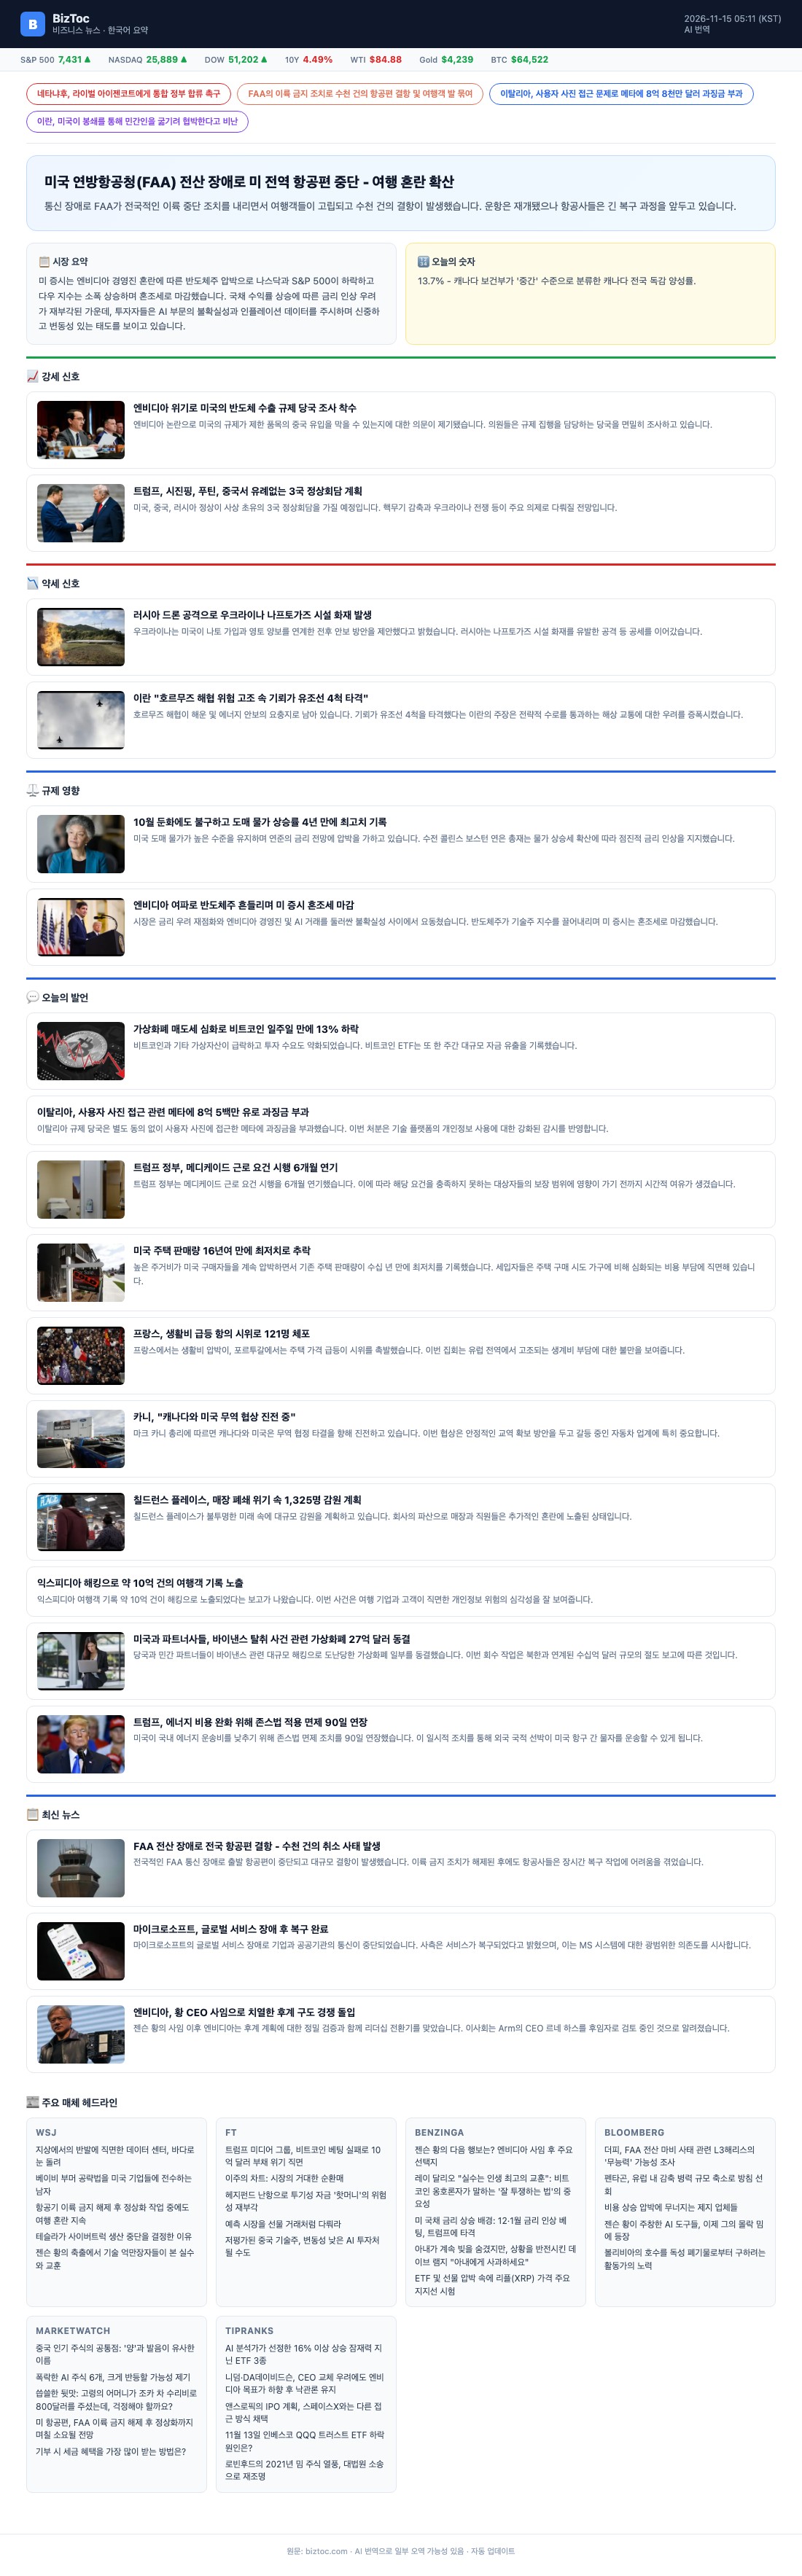 B
BizToc
비즈니스 뉴스 · 한국어 요약
2026-11-15 05:11 (KST)
AI 번역
S&P 500 7,431 ▲ NASDAQ 25,889 ▲ DOW 51,202 ▲ 10Y 4.49% WTI $84.88 Gold $4,239 BTC $64,522
네타냐후, 라이벌 아이젠코트에게 통합 정부 합류 촉구
FAA의 이륙 금지 조치로 수천 건의 항공편 결항 및 여행객 발 묶여
이탈리아, 사용자 사진 접근 문제로 메타에 8억 8천만 달러 과징금 부과
이란, 미국이 봉쇄를 통해 민간인을 굶기려 협박한다고 비난
미국 연방항공청(FAA) 전산 장애로 미 전역 항공편 중단 - 여행 혼란 확산
통신 장애로 FAA가 전국적인 이륙 중단 조치를 내리면서 여행객들이 고립되고 수천 건의 결항이 발생했습니다. 운항은 재개됐으나 항공사들은 긴 복구 과정을 앞두고 있습니다.
📋 시장 요약
미 증시는 엔비디아 경영진 혼란에 따른 반도체주 압박으로 나스닥과 S&P 500이 하락하고
다우 지수는 소폭 상승하며 혼조세로 마감했습니다. 국채 수익률 상승에 따른 금리 인상 우려
가 재부각된 가운데, 투자자들은 AI 부문의 불확실성과 인플레이션 데이터를 주시하며 신중하
고 변동성 있는 태도를 보이고 있습니다.
🔢 오늘의 숫자
13.7% - 캐나다 보건부가 '중간' 수준으로 분류한 캐나다 전국 독감 양성률.
📈 강세 신호
엔비디아 위기로 미국의 반도체 수출 규제 당국 조사 착수
엔비디아 논란으로 미국의 규제가 제한 품목의 중국 유입을 막을 수 있는지에 대한 의문이 제기됐습니다. 의원들은 규제 집행을 담당하는 당국을 면밀히 조사하고 있습니다.
트럼프, 시진핑, 푸틴, 중국서 유례없는 3국 정상회담 계획
미국, 중국, 러시아 정상이 사상 초유의 3국 정상회담을 가질 예정입니다. 핵무기 감축과 우크라이나 전쟁 등이 주요 의제로 다뤄질 전망입니다.
📉 약세 신호
러시아 드론 공격으로 우크라이나 나프토가즈 시설 화재 발생
우크라이나는 미국이 나토 가입과 영토 양보를 연계한 전후 안보 방안을 제안했다고 밝혔습니다. 러시아는 나프토가즈 시설 화재를 유발한 공격 등 공세를 이어갔습니다.
이란 "호르무즈 해협 위험 고조 속 기뢰가 유조선 4척 타격"
호르무즈 해협이 해운 및 에너지 안보의 요충지로 남아 있습니다. 기뢰가 유조선 4척을 타격했다는 이란의 주장은 전략적 수로를 통과하는 해상 교통에 대한 우려를 증폭시켰습니다.
⚖️ 규제 영향
10월 둔화에도 불구하고 도매 물가 상승률 4년 만에 최고치 기록
미국 도매 물가가 높은 수준을 유지하며 연준의 금리 전망에 압박을 가하고 있습니다. 수전 콜린스 보스턴 연은 총재는 물가 상승세 확산에 따라 점진적 금리 인상을 지지했습니다.
엔비디아 여파로 반도체주 흔들리며 미 증시 혼조세 마감
시장은 금리 우려 재점화와 엔비디아 경영진 및 AI 거래를 둘러싼 불확실성 사이에서 요동쳤습니다. 반도체주가 기술주 지수를 끌어내리며 미 증시는 혼조세로 마감했습니다.
💬 오늘의 발언
가상화폐 매도세 심화로 비트코인 일주일 만에 13% 하락
비트코인과 기타 가상자산이 급락하고 투자 수요도 약화되었습니다. 비트코인 ETF는 또 한 주간 대규모 자금 유출을 기록했습니다.
이탈리아, 사용자 사진 접근 관련 메타에 8억 5백만 유로 과징금 부과
이탈리아 규제 당국은 별도 동의 없이 사용자 사진에 접근한 메타에 과징금을 부과했습니다. 이번 처분은 기술 플랫폼의 개인정보 사용에 대한 강화된 감시를 반영합니다.
트럼프 정부, 메디케이드 근로 요건 시행 6개월 연기
트럼프 정부는 메디케이드 근로 요건 시행을 6개월 연기했습니다. 이에 따라 해당 요건을 충족하지 못하는 대상자들의 보장 범위에 영향이 가기 전까지 시간적 여유가 생겼습니다.
미국 주택 판매량 16년여 만에 최저치로 추락
높은 주거비가 미국 구매자들을 계속 압박하면서 기존 주택 판매량이 수십 년 만에 최저치를 기록했습니다. 세입자들은 주택 구매 시도 가구에 비해 심화되는 비용 부담에 직면해 있습니
다.
프랑스, 생활비 급등 항의 시위로 121명 체포
프랑스에서는 생활비 압박이, 포르투갈에서는 주택 가격 급등이 시위를 촉발했습니다. 이번 집회는 유럽 전역에서 고조되는 생계비 부담에 대한 불만을 보여줍니다.
카니, "캐나다와 미국 무역 협상 진전 중"
마크 카니 총리에 따르면 캐나다와 미국은 무역 협정 타결을 향해 진전하고 있습니다. 이번 협상은 안정적인 교역 확보 방안을 두고 갈등 중인 자동차 업계에 특히 중요합니다.
칠드런스 플레이스, 매장 폐쇄 위기 속 1,325명 감원 계획
칠드런스 플레이스가 불투명한 미래 속에 대규모 감원을 계획하고 있습니다. 회사의 파산으로 매장과 직원들은 추가적인 혼란에 노출된 상태입니다.
익스피디아 해킹으로 약 10억 건의 여행객 기록 노출
익스피디아 여행객 기록 약 10억 건이 해킹으로 노출되었다는 보고가 나왔습니다. 이번 사건은 여행 기업과 고객이 직면한 개인정보 위험의 심각성을 잘 보여줍니다.
미국과 파트너사들, 바이낸스 탈취 사건 관련 가상화폐 27억 달러 동결
당국과 민간 파트너들이 바이낸스 관련 대규모 해킹으로 도난당한 가상화폐 일부를 동결했습니다. 이번 회수 작업은 북한과 연계된 수십억 달러 규모의 절도 보고에 따른 것입니다.
트럼프, 에너지 비용 완화 위해 존스법 적용 면제 90일 연장
미국이 국내 에너지 운송비를 낮추기 위해 존스법 면제 조치를 90일 연장했습니다. 이 일시적 조치를 통해 외국 국적 선박이 미국 항구 간 물자를 운송할 수 있게 됩니다.
📋 최신 뉴스
FAA 전산 장애로 전국 항공편 결항 - 수천 건의 취소 사태 발생
전국적인 FAA 통신 장애로 출발 항공편이 중단되고 대규모 결항이 발생했습니다. 이륙 금지 조치가 해제된 후에도 항공사들은 장시간 복구 작업에 어려움을 겪었습니다.
마이크로소프트, 글로벌 서비스 장애 후 복구 완료
마이크로소프트의 글로벌 서비스 장애로 기업과 공공기관의 통신이 중단되었습니다. 사측은 서비스가 복구되었다고 밝혔으며, 이는 MS 시스템에 대한 광범위한 의존도를 시사합니다.
엔비디아, 황 CEO 사임으로 치열한 후계 구도 경쟁 돌입
젠슨 황의 사임 이후 엔비디아는 후계 계획에 대한 정밀 검증과 함께 리더십 전환기를 맞았습니다. 이사회는 Arm의 CEO 르네 하스를 후임자로 검토 중인 것으로 알려졌습니다.
📰 주요 매체 헤드라인
WSJ
지상에서의 반발에 직면한 데이터 센터, 바다로
눈 돌려
베이비 부머 공략법을 미국 기업들에 전수하는
남자
항공기 이륙 금지 해제 후 정상화 작업 중에도
여행 혼란 지속
테슬라가 사이버트럭 생산 중단을 결정한 이유
젠슨 황의 축출에서 기술 억만장자들이 본 실수
와 교훈
FT
트럼프 미디어 그룹, 비트코인 베팅 실패로 10
억 달러 부채 위기 직면
이주의 차트: 시장의 거대한 순환매
헤지펀드 난항으로 투기성 자금 '핫머니'의 위험
성 재부각
예측 시장을 선물 거래처럼 다뤄라
저평가된 중국 기술주, 변동성 낮은 AI 투자처
될 수도
BENZINGA
젠슨 황의 다음 행보는? 엔비디아 사임 후 주요
선택지
레이 달리오 "실수는 인생 최고의 교훈": 비트
코인 옹호론자가 말하는 '잘 투쟁하는 법'의 중
요성
미 국채 금리 상승 배경: 12·1월 금리 인상 베
팅, 트럼프에 타격
아내가 계속 빚을 숨겼지만, 상황을 반전시킨 데
이브 램지 "아내에게 사과하세요"
ETF 및 선물 압박 속에 리플(XRP) 가격 주요
지지선 시험
BLOOMBERG
더피, FAA 전산 마비 사태 관련 L3해리스의
'무능력' 가능성 조사
펜타곤, 유럽 내 감축 병력 규모 축소로 방침 선
회
비용 상승 압박에 무너지는 제지 업체들
젠슨 황이 주창한 AI 도구들, 이제 그의 몰락 밈
에 등장
볼리비아의 호수를 독성 폐기물로부터 구하려는
활동가의 노력
MARKETWATCH
중국 인기 주식의 공통점: '양'과 발음이 유사한
이름
폭락한 AI 주식 6개, 크게 반등할 가능성 제기
씁쓸한 뒷맛: 고령의 어머니가 조카 차 수리비로
800달러를 주셨는데, 걱정해야 할까요?
미 항공편, FAA 이륙 금지 해제 후 정상화까지
며칠 소요될 전망
기부 시 세금 혜택을 가장 많이 받는 방법은?
TIPRANKS
AI 분석가가 선정한 16% 이상 상승 잠재력 지
닌 ETF 3종
니덤·DA데이비드슨, CEO 교체 우려에도 엔비
디아 목표가 하향 후 낙관론 유지
앤스로픽의 IPO 계획, 스페이스X와는 다른 접
근 방식 채택
11월 13일 인베스코 QQQ 트러스트 ETF 하락
원인은?
로빈후드의 2021년 밈 주식 열풍, 대법원 소송
으로 재조명
원문: biztoc.com · AI 번역으로 일부 오역 가능성 있음 · 자동 업데이트